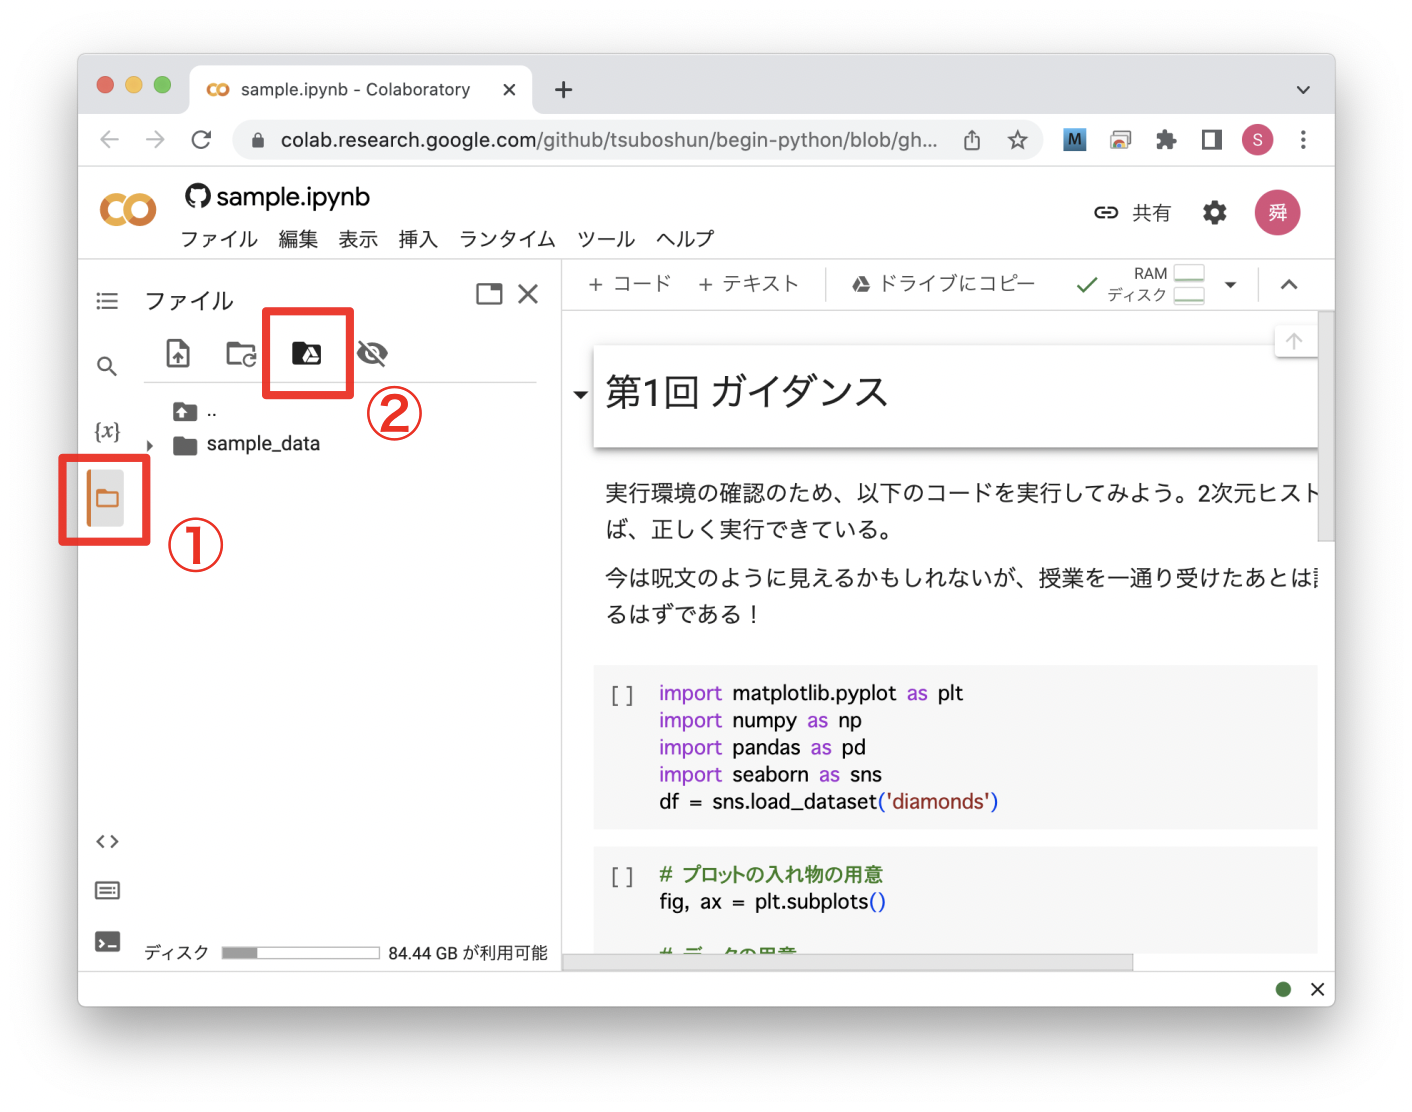 sample.ipynb - Colaboratory
colab.research.google.com/github/tsuboshun/begin-python/blob/gh...
M
S
sample.ipynb
共有
舜
ファイル 編集 表示 挿入 ランタイム ツール ヘルプ
ファイル
+ コード + テキスト ドライブにコピー
RAM
ディスク
②
..
sample_data
{x}
①
第1回 ガイダンス
実行環境の確認のため、以下のコードを実行してみよう。2次元ヒスト
ば、正しく実行できている。
今は呪文のように見えるかもしれないが、授業を一通り受けたあとは
るはずである！
[ ] import matplotlib.pyplot as plt
import numpy as np
import pandas as pd
import seaborn as sns
df = sns.load_dataset('diamonds')
[ ] # プロットの入れ物の用意
fig, ax = plt.subplots()
# データの用意
ディスク 84.44 GB が利用可能